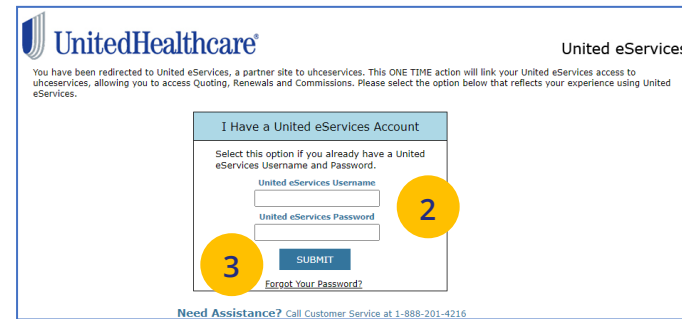 UnitedHealthcare®
United eServices
You have been redirected to United eServices, a partner site to uhceservices. This ONE TIME action will link your United eServices access to
uhceservices, allowing you to access Quoting, Renewals and Commissions. Please select the option below that reflects your experience using United
eServices.
I Have a United eServices Account
Select this option if you already have a United
eServices Username and Password.
United eServices Username
2
United eServices Password
3
SUBMIT
Forgot Your Password?
Need Assistance? Call Customer Service at 1-888-201-4216